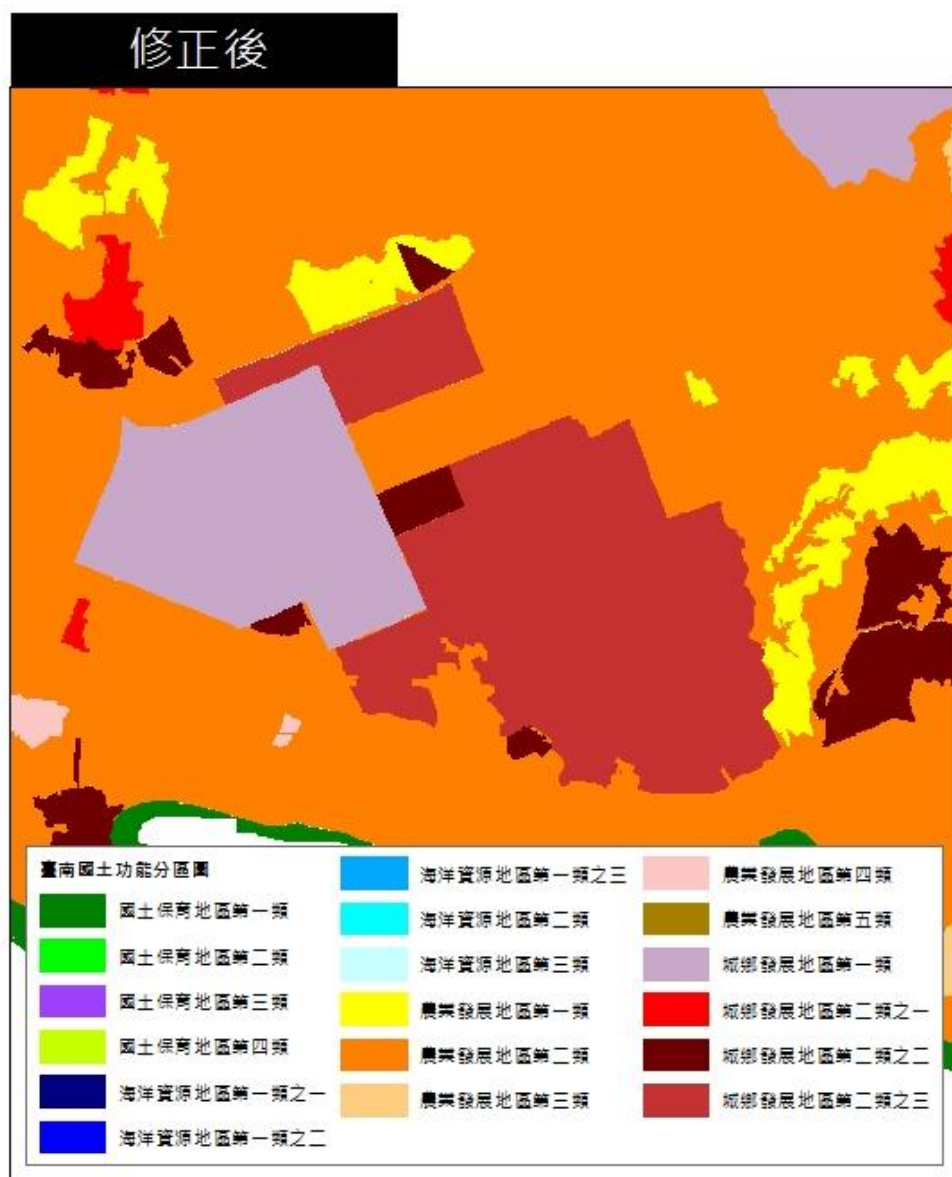 修正後
臺南國土功能分區圖
國土保育地區第一類
國土保育地區第二類
國土保育地區第三類
國土保育地區第四類
海洋資源地區第一類之一
海洋資源地區第一類之二
海洋資源地區第一類之三
海洋資源地區第二類
海洋資源地區第三類
農業發展地區第一類
農業發展地區第二類
農業發展地區第三類
農業發展地區第四類
農業發展地區第五類
城鄉發展地區第一類
城鄉發展地區第二類之一
城鄉發展地區第二類之二
城鄉發展地區第二類之三